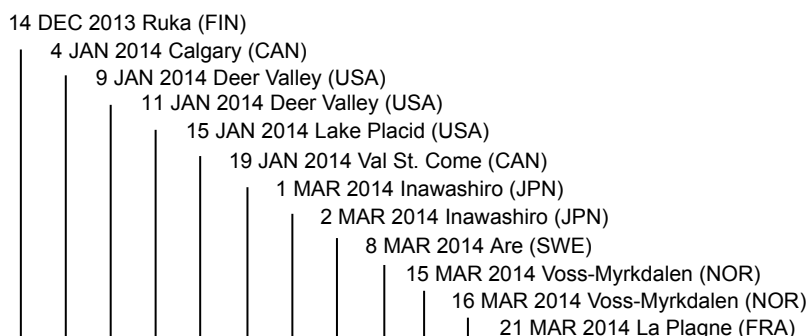 14 DEC 2013 Ruka (FIN)
4 JAN 2014 Calgary (CAN)
9 JAN 2014 Deer Valley (USA)
11 JAN 2014 Deer Valley (USA)
15 JAN 2014 Lake Placid (USA)
19 JAN 2014 Val St. Come (CAN)
1 MAR 2014 Inawashiro (JPN)
2 MAR 2014 Inawashiro (JPN)
8 MAR 2014 Are (SWE)
15 MAR 2014 Voss-Myrkdalen (NOR)
16 MAR 2014 Voss-Myrkdalen (NOR)
21 MAR 2014 La Plagne (FRA)